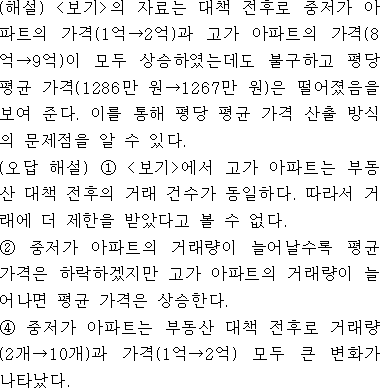 (해설) <보기>의 자료는 대책 전후로 중저가 아
파트의 가격(1억→2억)과 고가 아파트의 가격(8
억→9억)이 모두 상승하였는데도 불구하고 평당
평균 가격(1286만 원→1267만 원)은 떨어졌음을
보여 준다. 이를 통해 평당 평균 가격 산출 방식
의 문제점을 알 수 있다.
(오답 해설) ① <보기>에서 고가 아파트는 부동
산 대책 전후의 거래 건수가 동일하다. 따라서 거
래에 더 제한을 받았다고 볼 수 없다.
② 중저가 아파트의 거래량이 늘어날수록 평균
가격은 하락하겠지만 고가 아파트의 거래량이 늘
어나면 평균 가격은 상승한다.
④ 중저가 아파트는 부동산 대책 전후로 거래량
(2개→10개)과 가격(1억→2억) 모두 큰 변화가
나타났다.